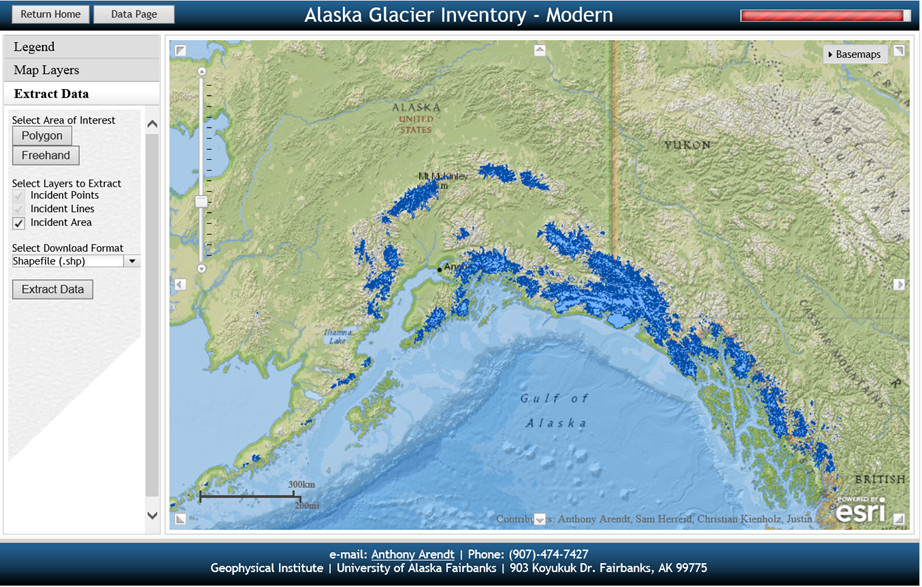 Return Home
Data Page
Alaska Glacier Inventory - Modern
Legend
Map Layers
Extract Data
Select Area of Interest
Polygon
Freehand
Select Layers to Extract
Incident Points
Incident Lines
Incident Area
Select Download Format
Shapefile (.shp)
Extract Data
Basemaps
ALASKA
UNITED
STATES
YUKON
Mt McKinley
m
Iliamna
Lake
Gulf of
Alaska
MOUNTAINS
BRITISH
300km
200mi
POWERED BY
esri
Anthony Arendt, Sam Herreid, Christian Kienholz, Justin
e-mail: Anthony Arendt | Phone: (907)-474-7427
Geophysical Institute | University of Alaska Fairbanks | 903 Koyukuk Dr. Fairbanks, AK 99775